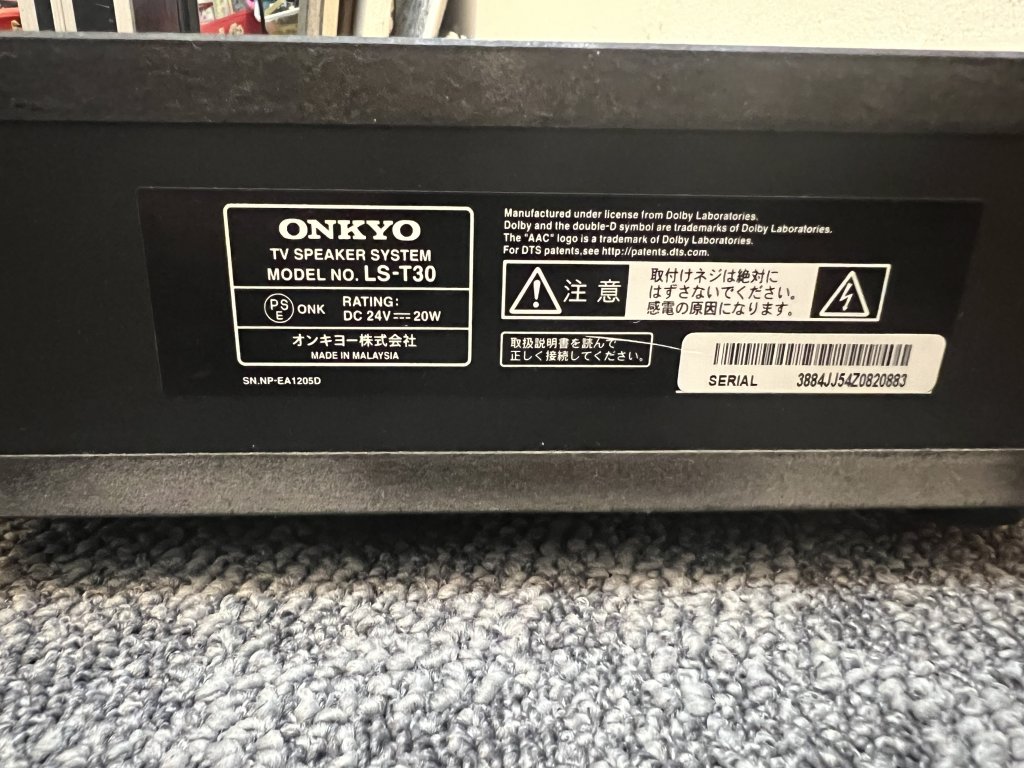 ONKYO
TV SPEAKER SYSTEM
MODEL NO. LS-T30
PS
E
ONK
RATING:
DC 24V⎓20W
オンキヨー株式会社
MADE IN MALAYSIA
SN.NP-EA1205D
Manufactured under license from Dolby Laboratories.
Dolby and the double-D symbol are trademarks of Dolby Laboratories.
The "AAC" logo is a trademark of Dolby Laboratories.
For DTS patents,see http://patents.dts.com.
注意
取付けネジは絶対に
はずさないでください。
感電の原因になります。
取扱説明書を読んで
正しく接続してください。
SERIAL 3884JJ54Z0820883